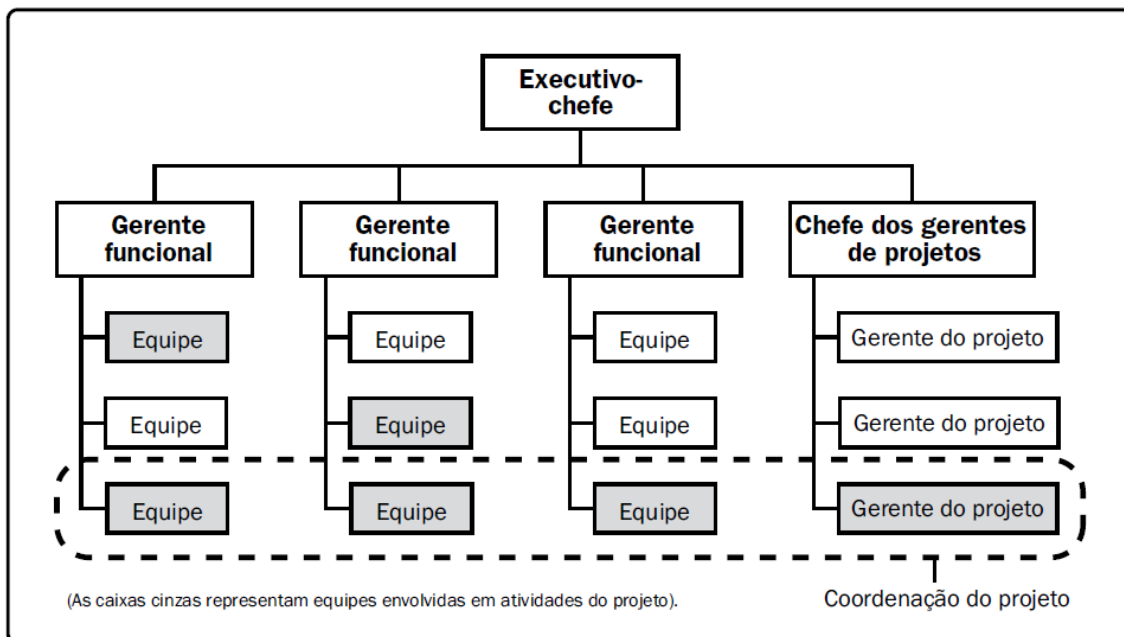 Executivo-
chefe
Gerente
funcional
Gerente
funcional
Gerente
funcional
Chefe dos gerentes
de projetos
Equipe
Equipe
Equipe
Gerente do projeto
Equipe
Equipe
Equipe
Gerente do projeto
Equipe
Equipe
Equipe
Gerente do projeto
(As caixas cinzas representam equipes envolvidas em atividades do projeto).
Coordenação do projeto